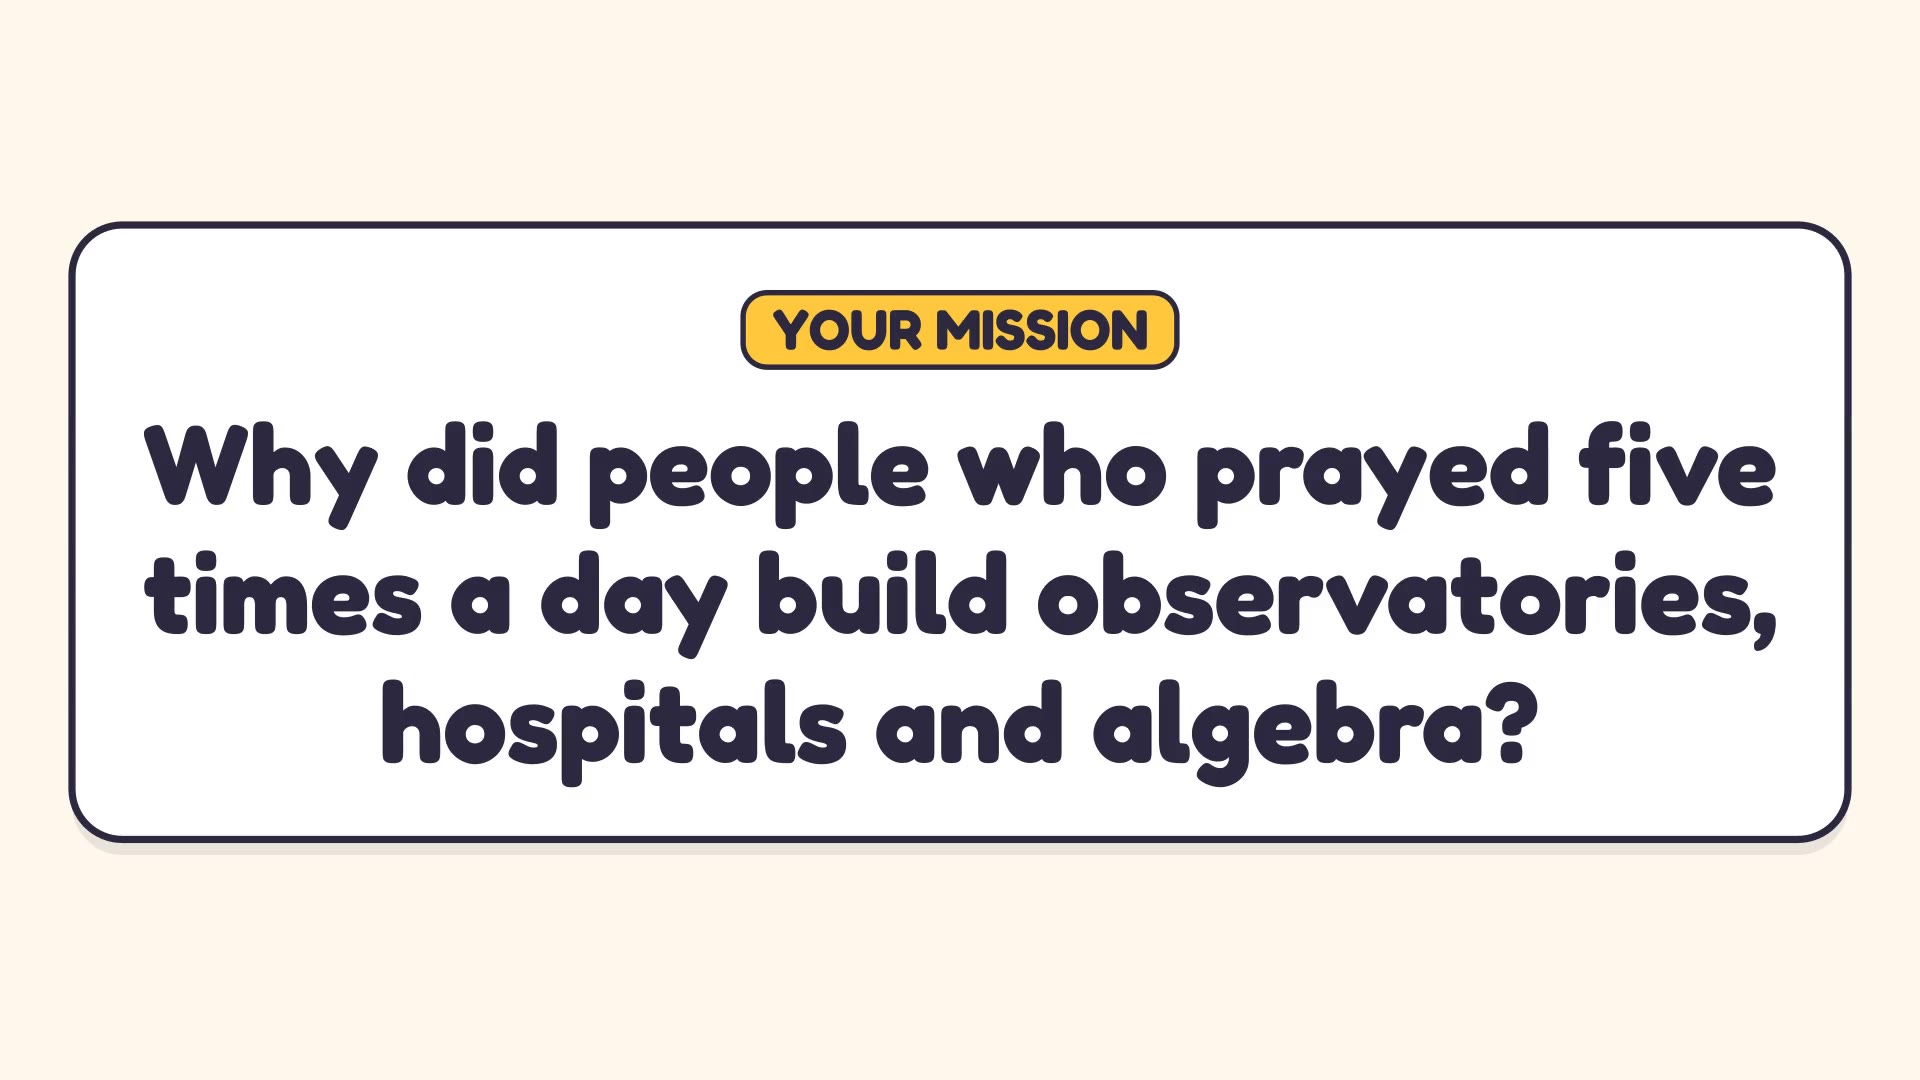 YOUR MISSION
Why did people who prayed five
times a day build observatories,
hospitals and algebra?